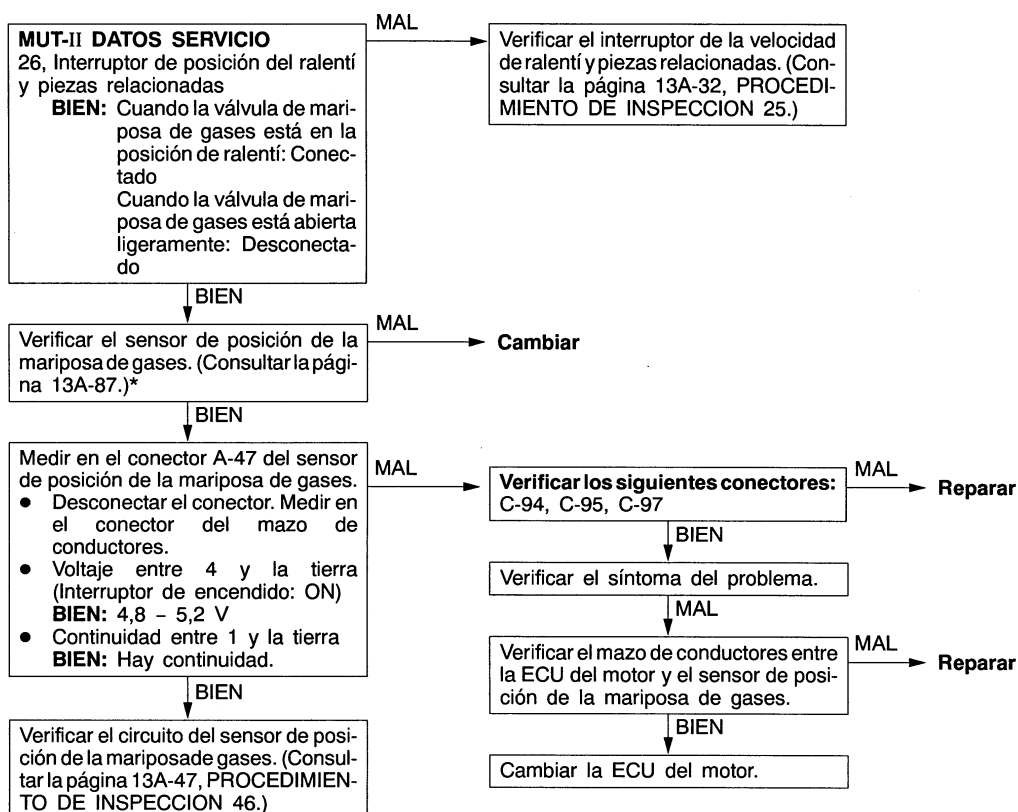 MUT-II DATOS SERVICIO
26, Interruptor de posición del ralentí
y piezas relacionadas
BIEN: Cuando la válvula de mari-
posa de gases está en la
posición de ralentí: Conec-
tado
Cuando la válvula de mari-
posa de gases está abierta
ligeramente: Desconecta-
do
MAL
Verificar el interruptor de la velocidad
de ralentí y piezas relacionadas. (Con-
sultar la página 13A-32, PROCEDI-
MIENTO DE INSPECCION 25.)
BIEN
Verificar el sensor de posición de la
mariposa de gases. (Consultar la pági-
na 13A-87.)*
MAL
Cambiar
BIEN
Medir en el conector A-47 del sensor
de posición de la mariposa de gases.
● Desconectar el conector. Medir en
el conector del mazo de
conductores.
● Voltaje entre 4 y la tierra
(Interruptor de encendido: ON)
BIEN: 4,8 – 5,2 V
● Continuidad entre 1 y la tierra
BIEN: Hay continuidad.
MAL
Verificar los siguientes conectores:
C-94, C-95, C-97
MAL
Reparar
BIEN
Verificar el síntoma del problema.
MAL
Verificar el mazo de conductores entre
la ECU del motor y el sensor de posi-
ción de la mariposa de gases.
MAL
Reparar
BIEN
Cambiar la ECU del motor.
BIEN
Verificar el circuito del sensor de posi-
ción de la mariposade gases. (Consul-
tar la página 13A-47, PROCEDIMIEN-
TO DE INSPECCION 46.)